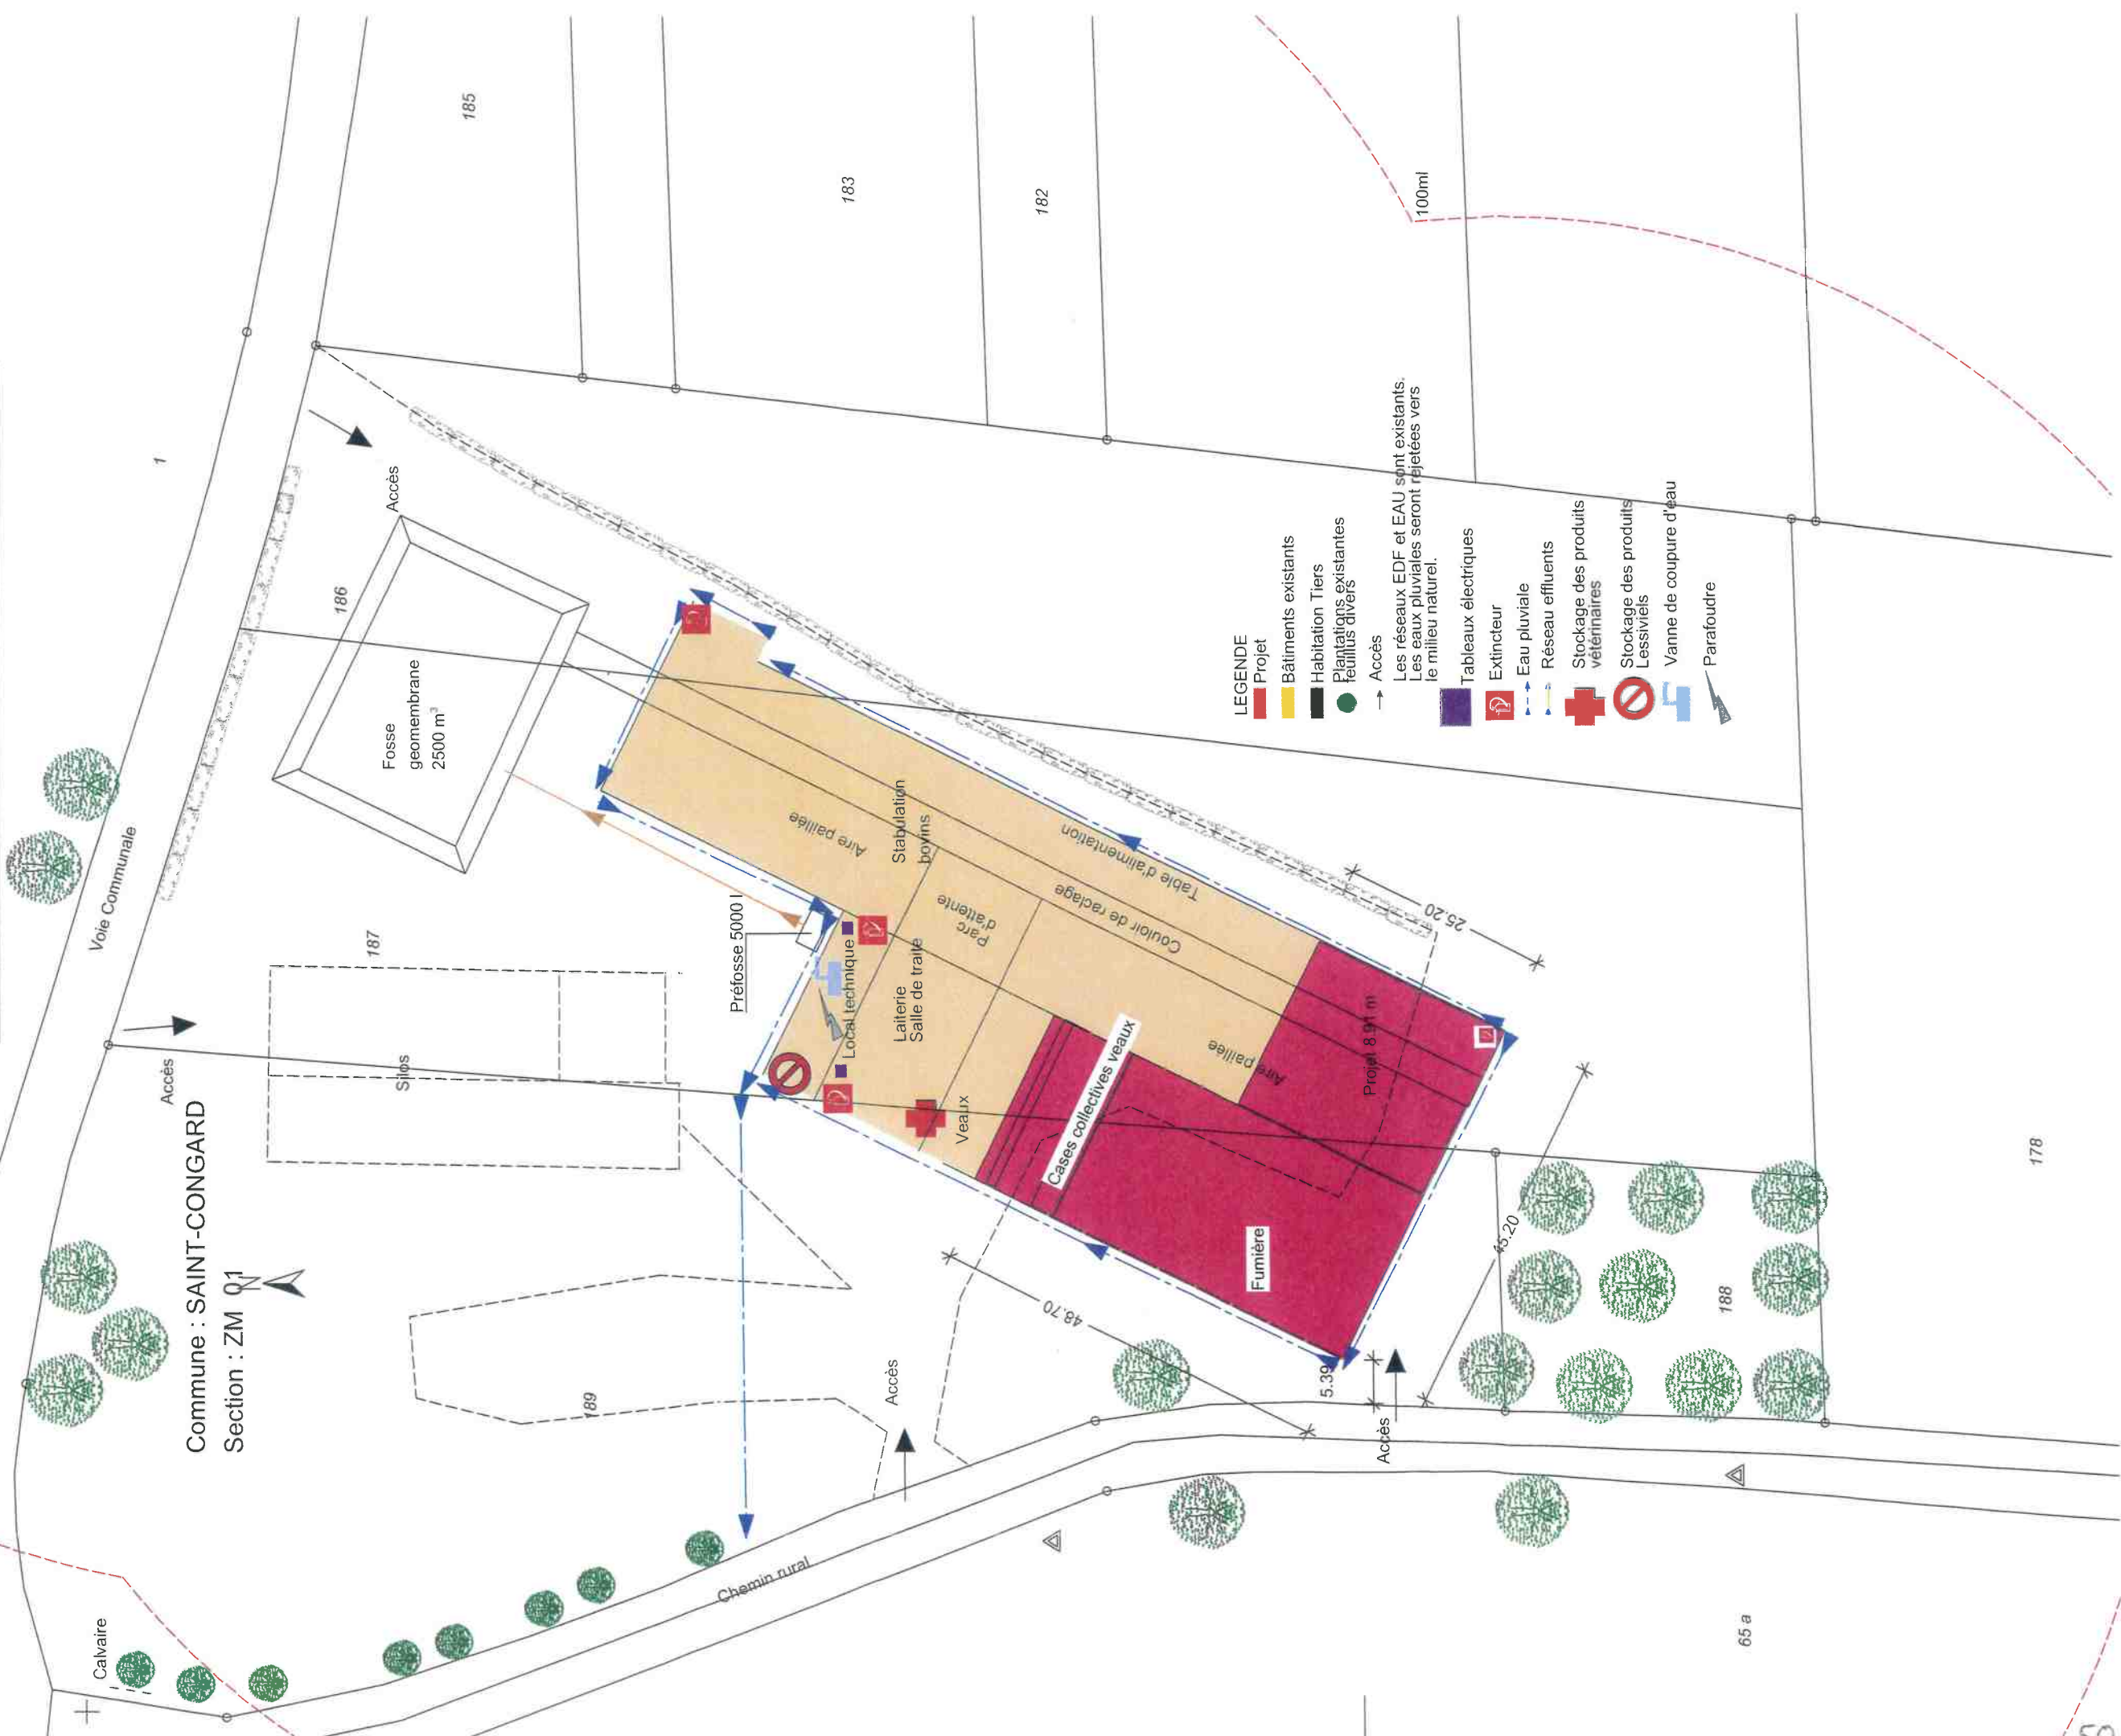 Commune : SAINT-CONGARD
Section : ZM 01
Calvaire
Voie Communale
1
185
183
182
186
187
189
188
178
65 a
Accès
Accès
Accès
Accès
Fosse
geomembrane
2500 m³
Silos
Préfosse 5000 l
Local technique
Laiterie
Salle de traite
Veaux
Stabulation
bovins
Aire paillée
Parc
d'attente
Couloir de raclage
Table d'alimentation
Aire paillée
Cases collectives veaux
Projet 8.91 m
Fumière
25.20
45.20
48.70
5.39
Chemin rural
100ml
LEGENDE
Projet
Bâtiments existants
Habitation Tiers
Plantations existantes
feuillus divers
Accès
Les réseaux EDF et EAU sont existants.
Les eaux pluviales seront rejetées vers
le milieu naturel.
Tableaux électriques
Extincteur
Eau pluviale
Réseau effluents
Stockage des produits
vétérinaires
Stockage des produits
Lessiviels
Vanne de coupure d'eau
Parafoudre